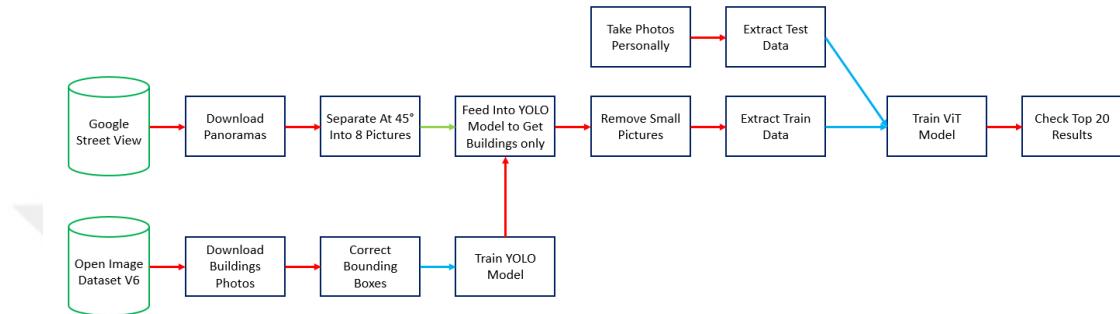 Take Photos
Personally
Extract Test
Data
Google
Street View
Download
Panoramas
Separate At 45°
Into 8 Pictures
Feed Into YOLO
Model to Get
Buildings only
Remove Small
Pictures
Extract Train
Data
Train ViT
Model
Check Top 20
Results
Open Image
Dataset V6
Download
Buildings
Photos
Correct
Bounding
Boxes
Train YOLO
Model